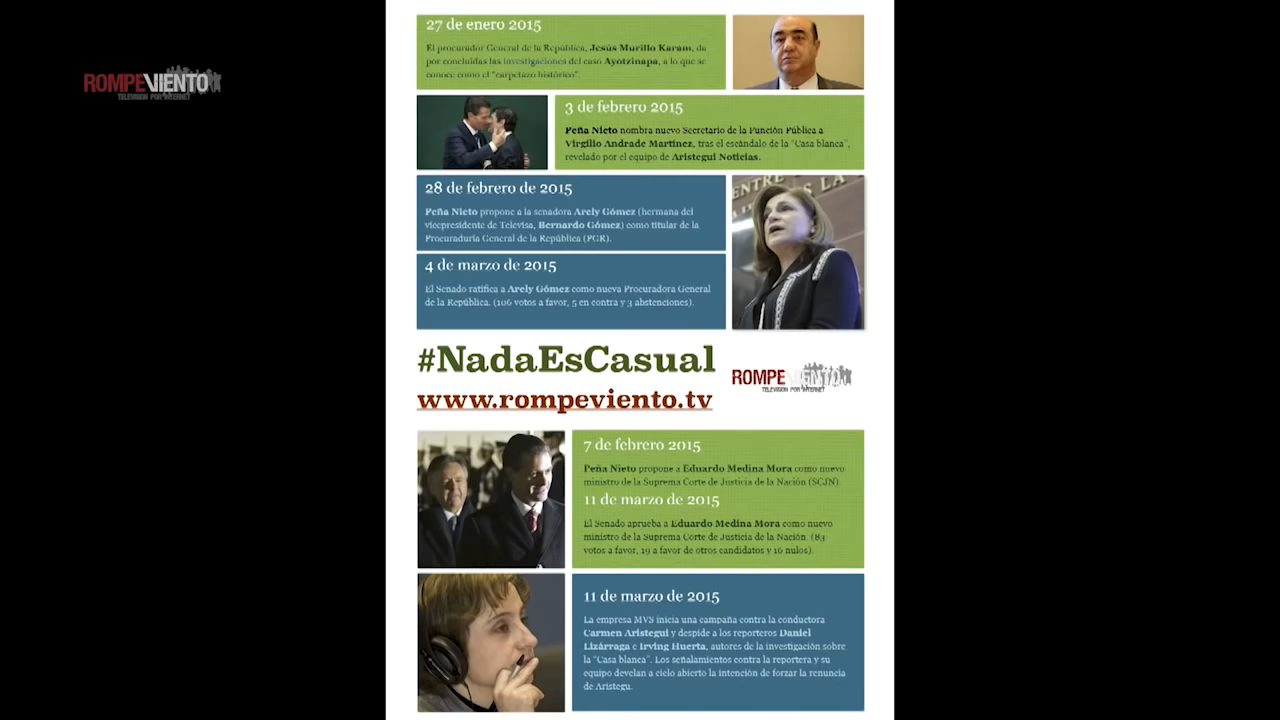 ROMPEVIENTO
TELEVISION POR INTERNET
27 de enero 2015
El procurador General de la República, Jesús Murillo Karam, da
por concluidas las investigaciones del caso Ayotzinapa, a lo que se
conoce como el "carpetazo histórico".
3 de febrero 2015
Peña Nieto nombra nuevo Secretario de la Función Pública a
Virgilio Andrade Martínez, tras el escándalo de la "Casa blanca",
revelado por el equipo de Aristegui Noticias.
28 de febrero de 2015
Peña Nieto propone a la senadora Arely Gómez (hermana del
vicepresidente de Televisa, Bernardo Gómez) como titular de la
Procuraduría General de la República (PGR).
4 de marzo de 2015
El Senado ratifica a Arely Gómez como nueva Procuradora General
de la República. (106 votos a favor, 5 en contra y 3 abstenciones).
ENTRE
LA
#NadaEsCasual
www.rompeviento.tv
ROMPEVIENTO
TELEVISION POR INTERNET
7 de febrero 2015
Peña Nieto propone a Eduardo Medina Mora como nuevo
ministro de la Suprema Corte de Justicia de la Nación (SCJN).
11 de marzo de 2015
El Senado aprueba a Eduardo Medina Mora como nuevo
ministro de la Suprema Corte de Justicia de la Nación. (83
votos a favor, 19 a favor de otros candidatos y 16 nulos).
11 de marzo de 2015
La empresa MVS inicia una campaña contra la conductora
Carmen Aristegui y despide a los reporteros Daniel
Lizárraga e Irving Huerta, autores de la investigación sobre
la "Casa blanca". Los señalamientos contra la reportera y su
equipo develan a cielo abierto la intención de forzar la renuncia
de Aristegu.